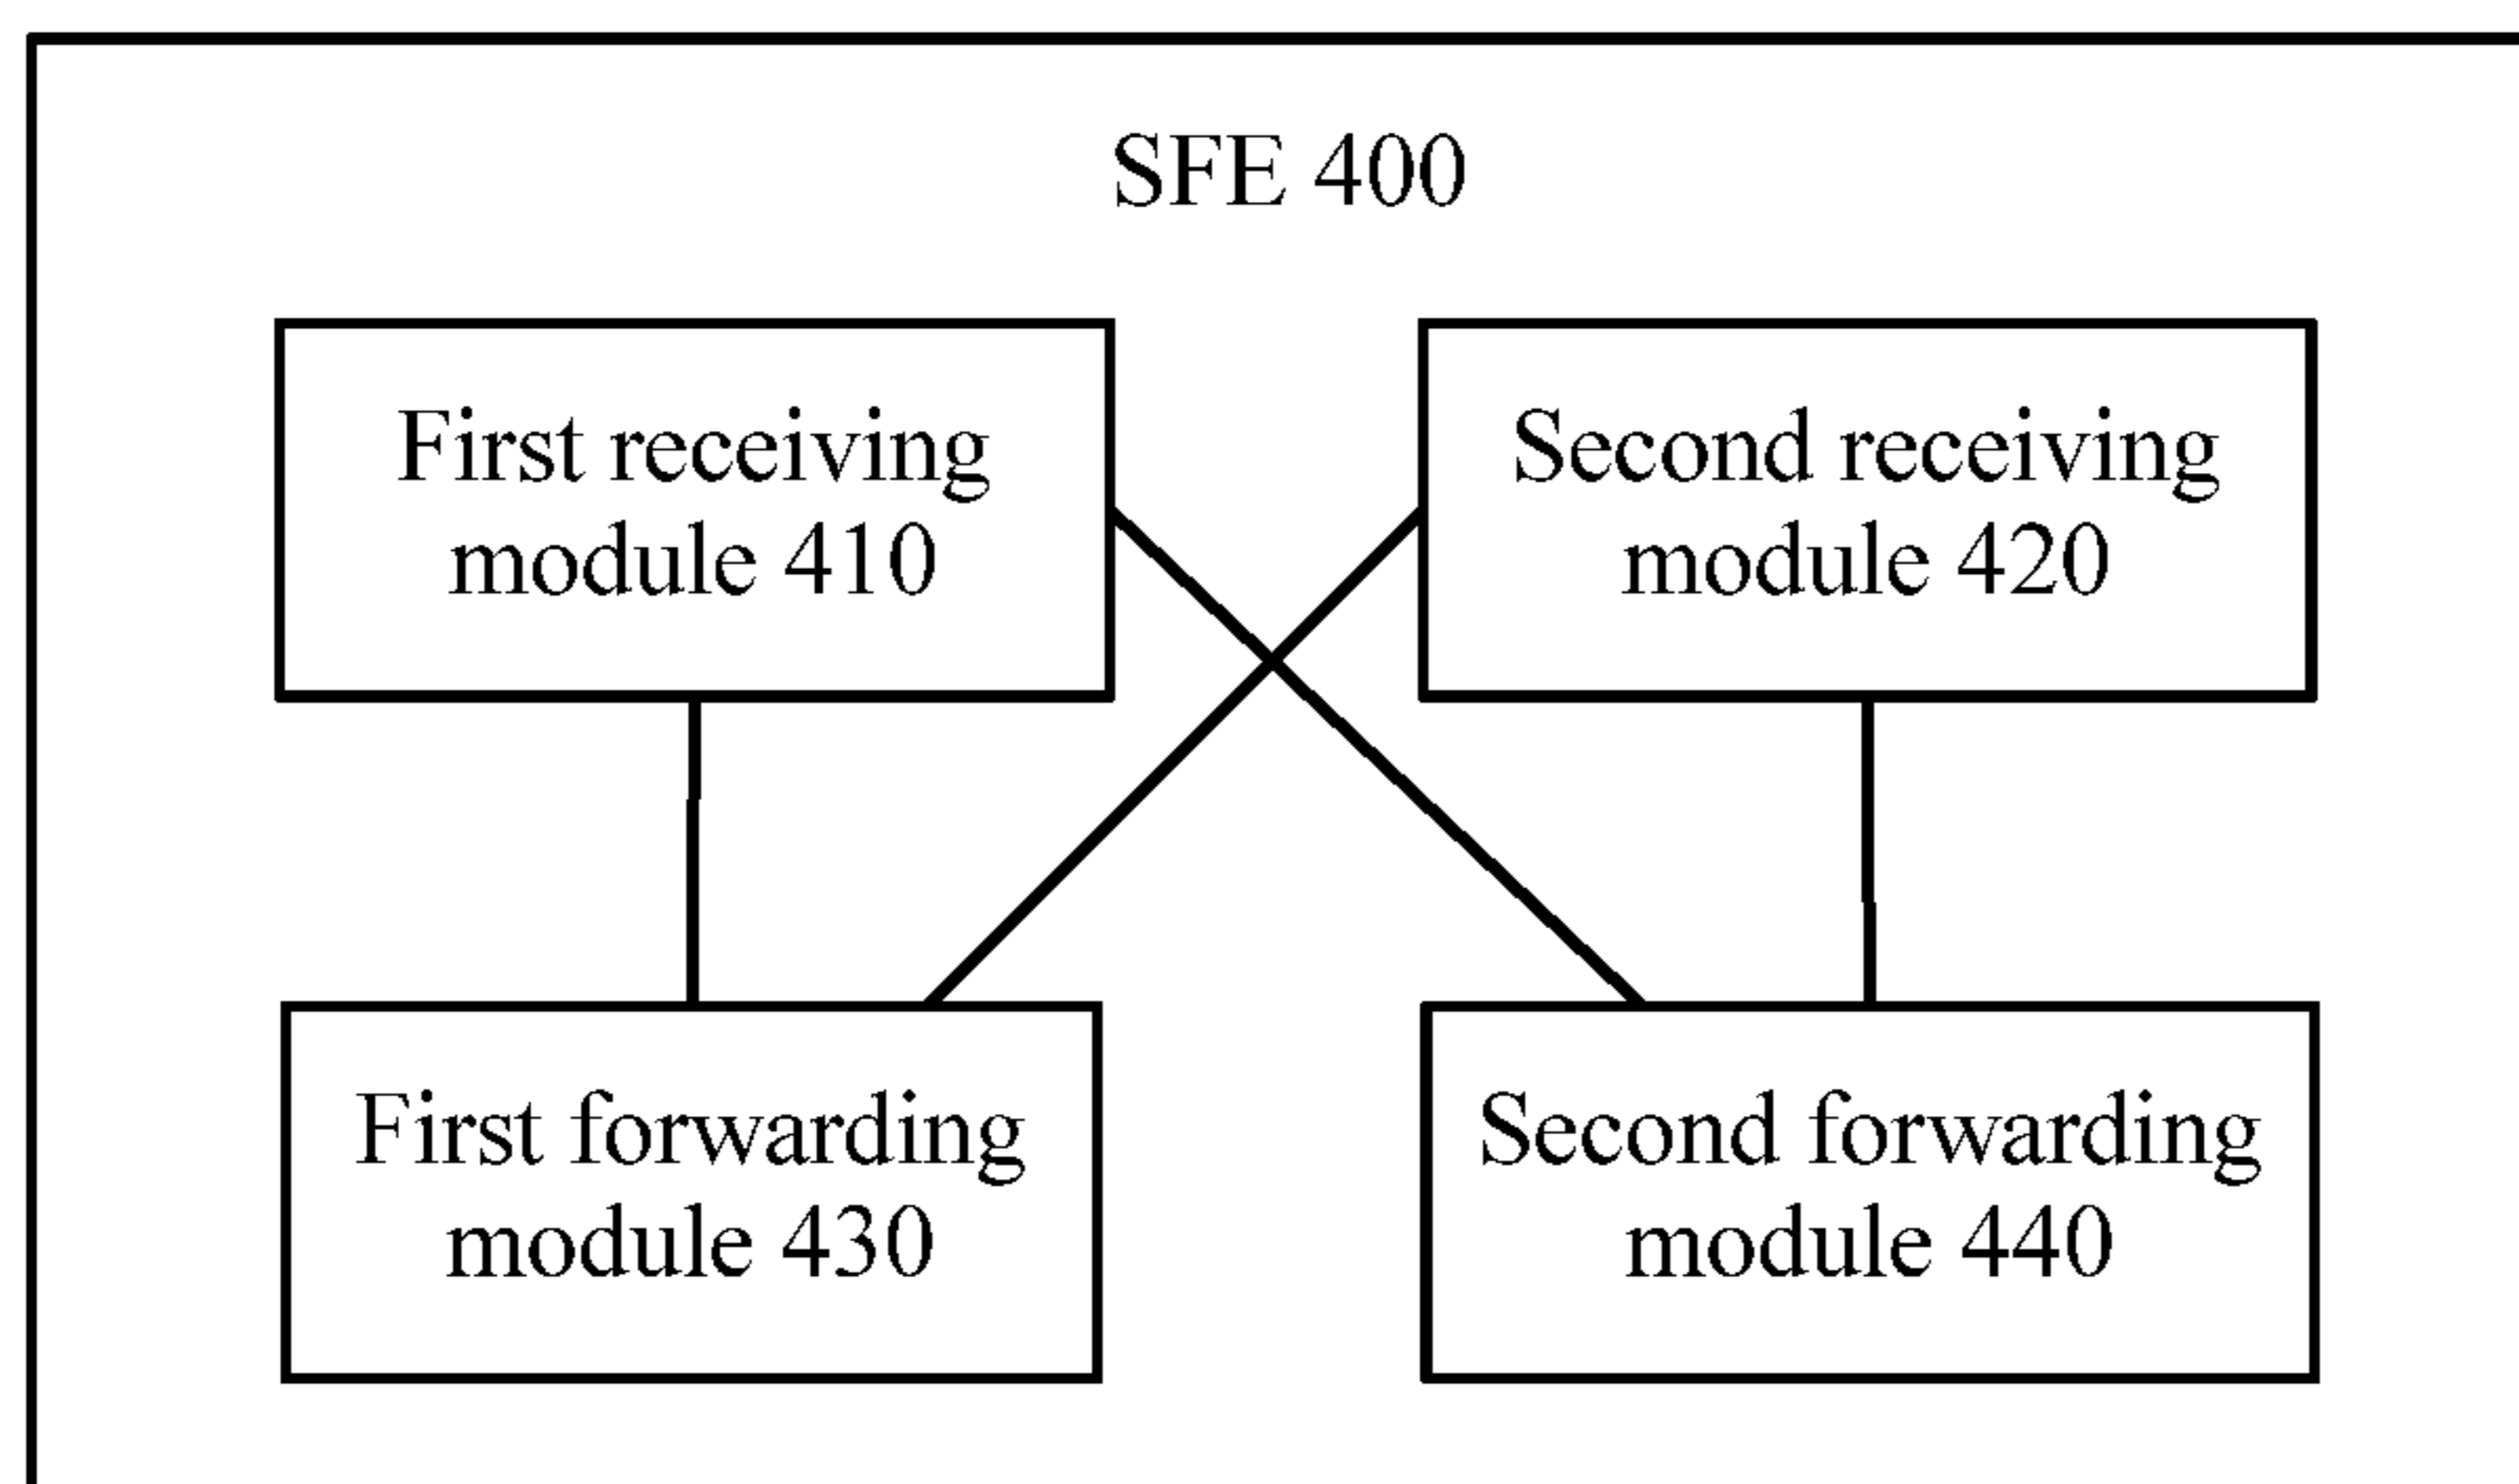 SFE 400
First receiving
module 410
Second receiving
module 420
First forwarding
module 430
Second forwarding
module 440